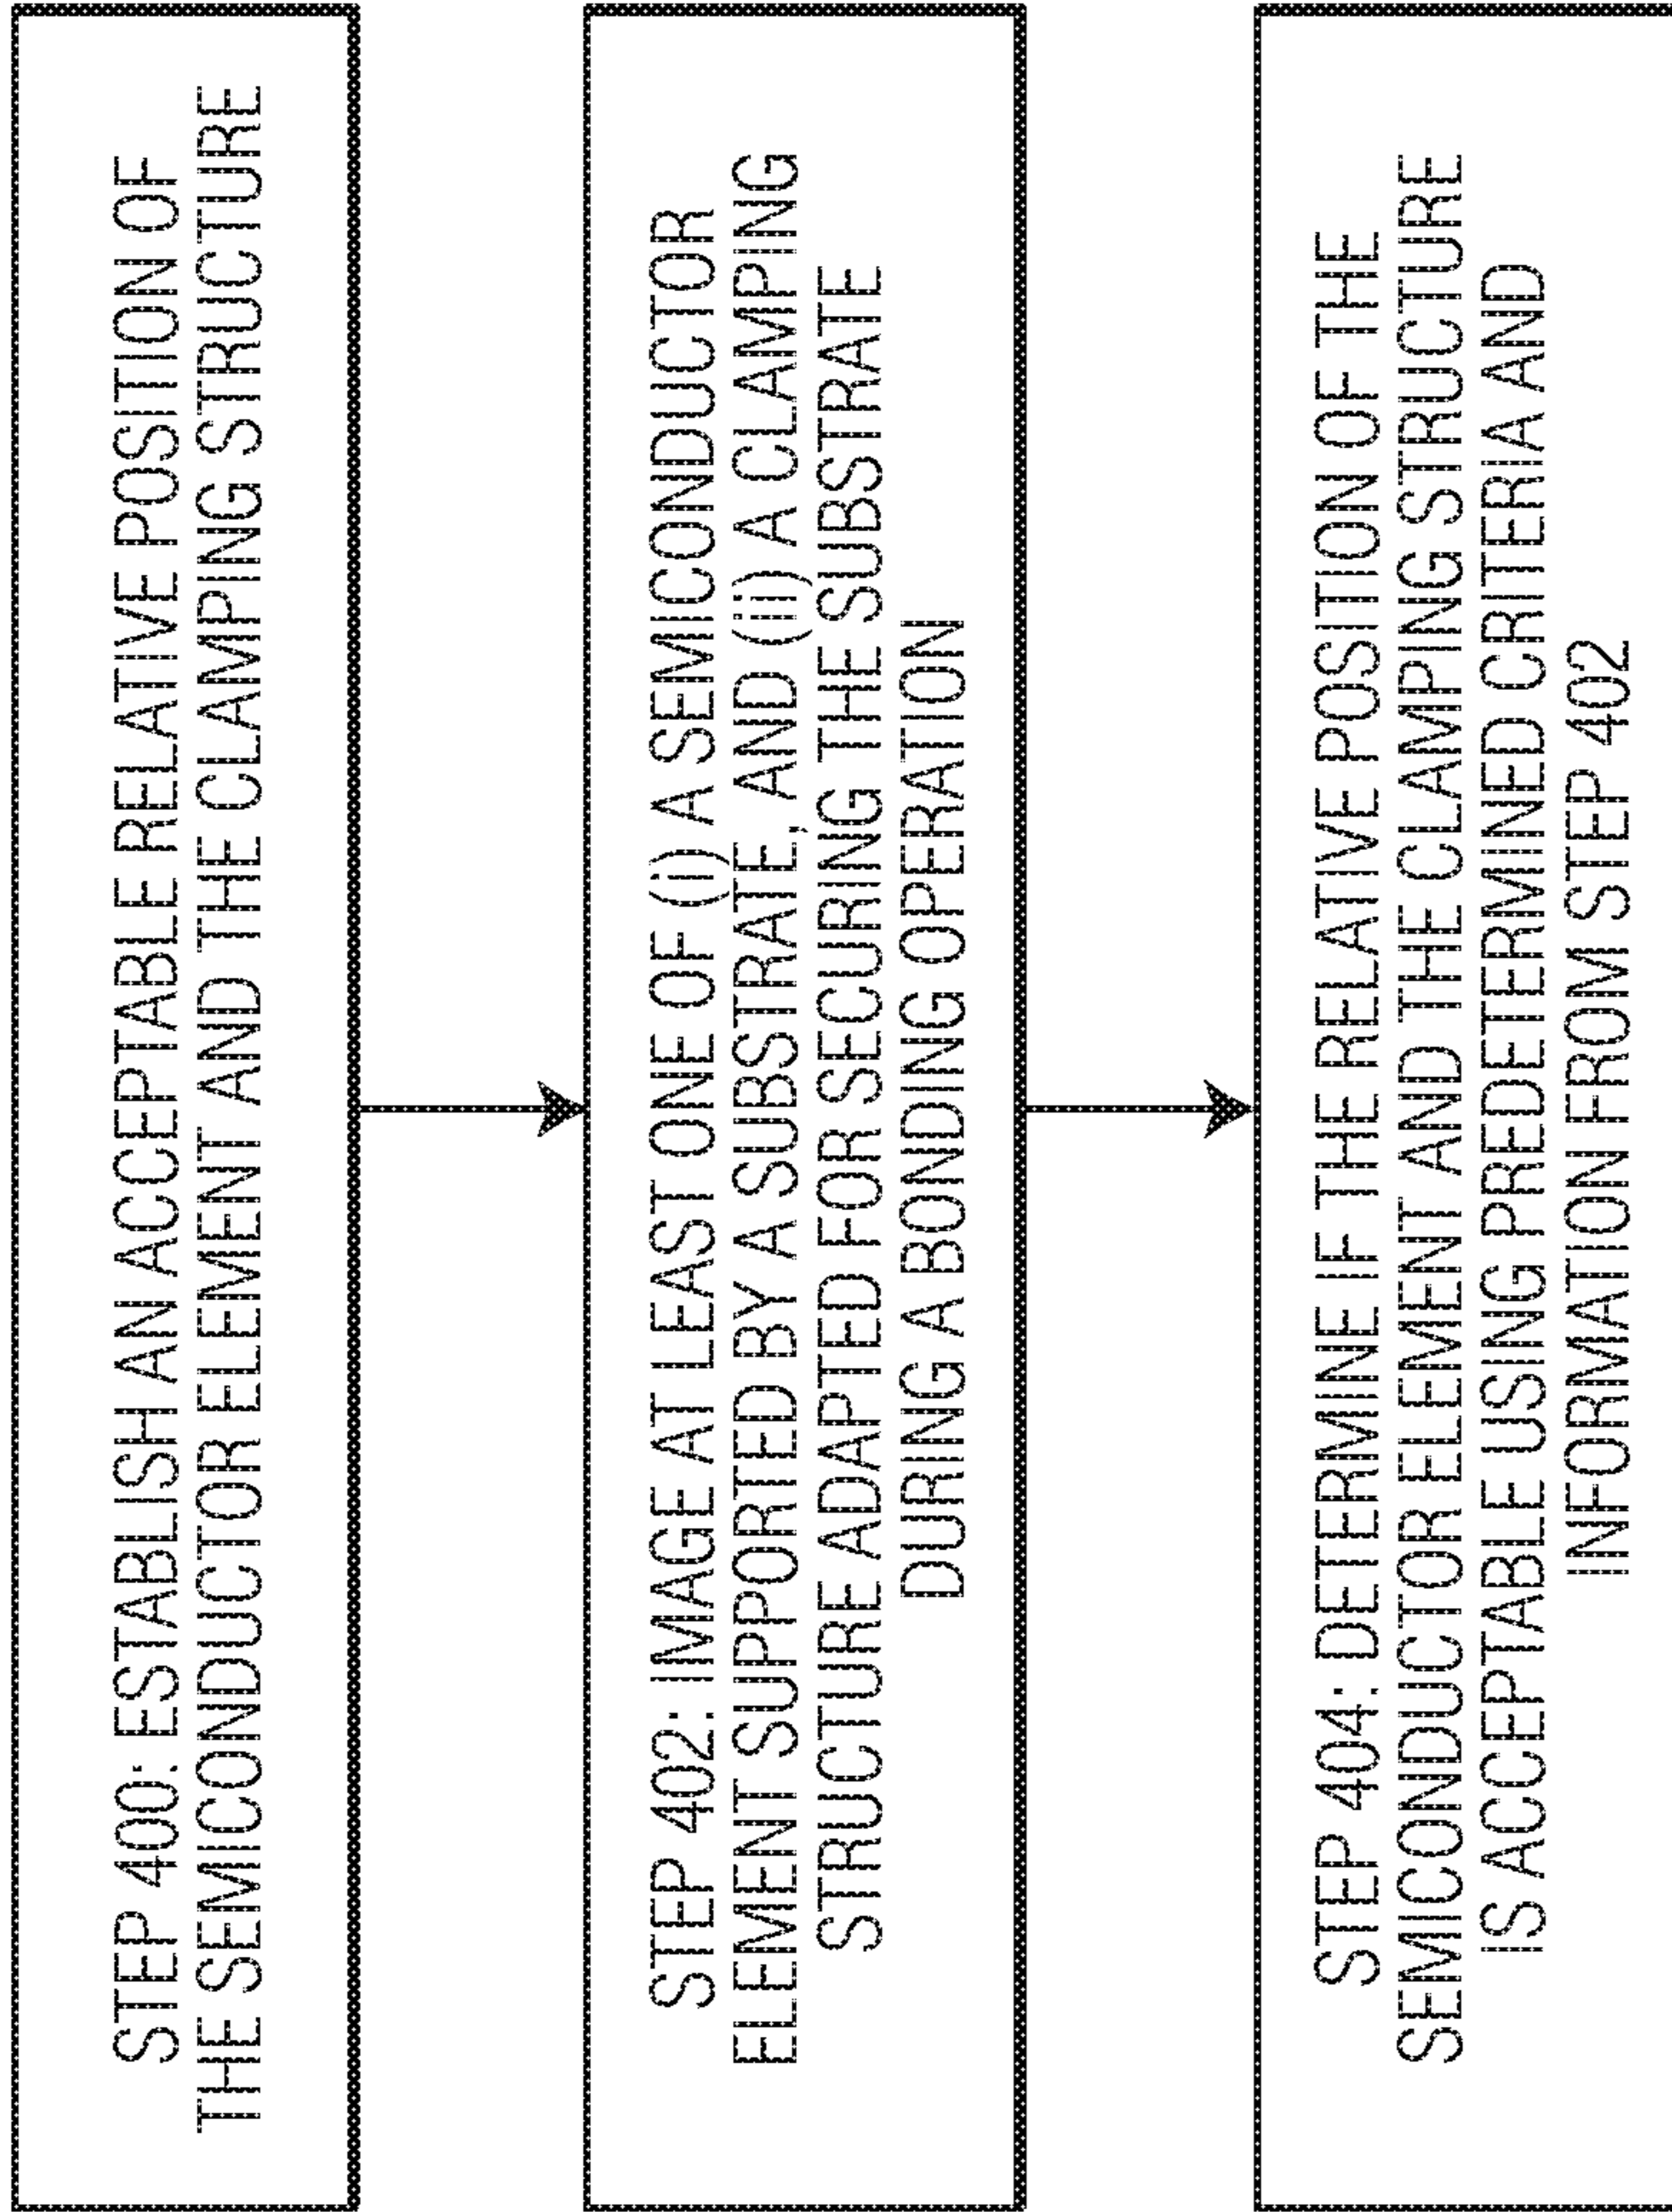 STEP 400: ESTABLISH AN ACCEPTABLE RELATIVE POSITION OF
THE SEMICONDUCTOR ELEMENT AND THE CLAMPING STRUCTURE
STEP 402: IMAGE AT LEAST ONE OF (i) A SEMICONDUCTOR
ELEMENT SUPPORTED BY A SUBSTRATE, AND (ii) A CLAMPING
STRUCTURE ADAPTED FOR SECURING THE SUBSTRATE
DURING A BONDING OPERATION
STEP 404: DETERMINE IF THE RELATIVE POSITION OF THE
SEMICONDUCTOR ELEMENT AND THE CLAMPING STRUCTURE
IS ACCEPTABLE USING PREDETERMINED CRITERIA AND
INFORMATION FROM STEP 402